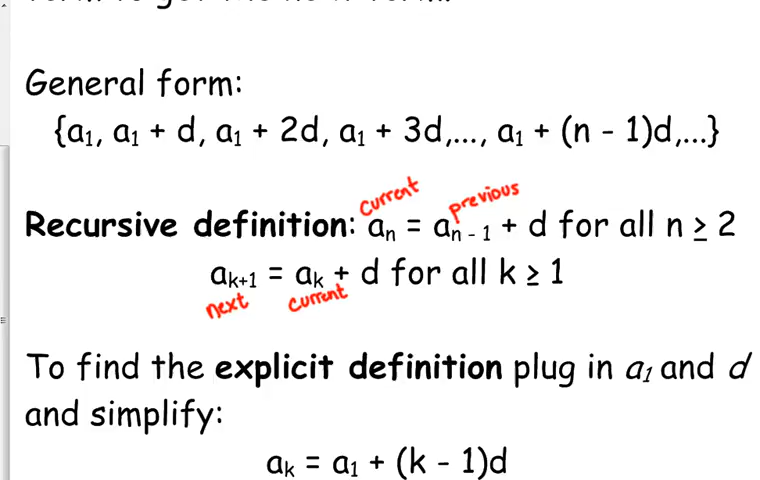 General form:
{a₁, a₁ + d, a₁ + 2d, a₁ + 3d,..., a₁ + (n - 1)d,...}
current previous
Recursive definition: aₙ = aₙ ₋ ₁ + d for all n ≥ 2
aₖ₊₁ = aₖ + d for all k ≥ 1
next current
To find the explicit definition plug in a₁ and d
and simplify:
aₖ = a₁ + (k - 1)d